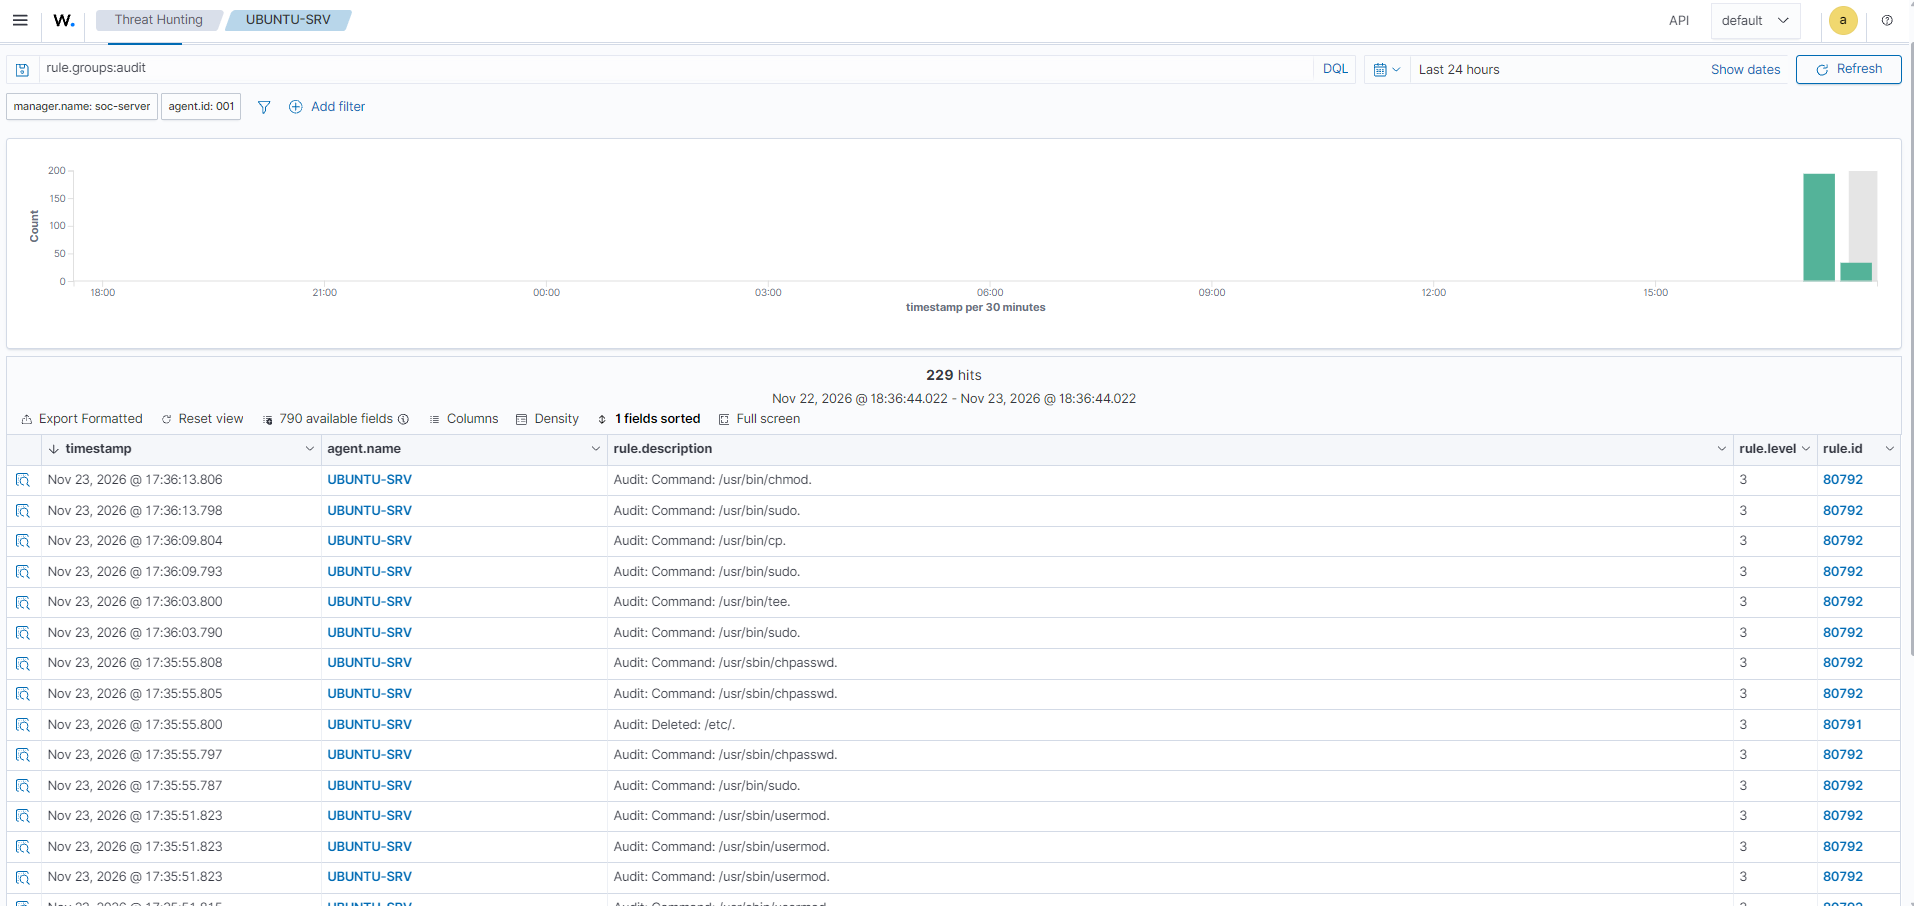 W.
Threat Hunting
UBUNTU-SRV
API
default
a
rule.groups:audit
DQL
Last 24 hours
Show dates
Refresh
manager.name: soc-server
agent.id: 001
Add filter
200
150
100
50
0
Count
18:00 21:00 00:00 03:00 06:00 09:00 12:00 15:00
timestamp per 30 minutes
229 hits
Nov 22, 2026 @ 18:36:44.022 - Nov 23, 2026 @ 18:36:44.022
Export Formatted Reset view 790 available fields Columns Density 1 fields sorted Full screen
timestamp agent.name rule.description rule.level rule.id
Nov 23, 2026 @ 17:36:13.806 UBUNTU-SRV Audit: Command: /usr/bin/chmod. 3 80792
Nov 23, 2026 @ 17:36:13.798 UBUNTU-SRV Audit: Command: /usr/bin/sudo. 3 80792
Nov 23, 2026 @ 17:36:09.804 UBUNTU-SRV Audit: Command: /usr/bin/cp. 3 80792
Nov 23, 2026 @ 17:36:09.793 UBUNTU-SRV Audit: Command: /usr/bin/sudo. 3 80792
Nov 23, 2026 @ 17:36:03.800 UBUNTU-SRV Audit: Command: /usr/bin/tee. 3 80792
Nov 23, 2026 @ 17:36:03.790 UBUNTU-SRV Audit: Command: /usr/bin/sudo. 3 80792
Nov 23, 2026 @ 17:35:55.808 UBUNTU-SRV Audit: Command: /usr/sbin/chpasswd. 3 80792
Nov 23, 2026 @ 17:35:55.805 UBUNTU-SRV Audit: Command: /usr/sbin/chpasswd. 3 80792
Nov 23, 2026 @ 17:35:55.800 UBUNTU-SRV Audit: Deleted: /etc/. 3 80791
Nov 23, 2026 @ 17:35:55.797 UBUNTU-SRV Audit: Command: /usr/sbin/chpasswd. 3 80792
Nov 23, 2026 @ 17:35:55.787 UBUNTU-SRV Audit: Command: /usr/bin/sudo. 3 80792
Nov 23, 2026 @ 17:35:51.823 UBUNTU-SRV Audit: Command: /usr/sbin/usermod. 3 80792
Nov 23, 2026 @ 17:35:51.823 UBUNTU-SRV Audit: Command: /usr/sbin/usermod. 3 80792
Nov 23, 2026 @ 17:35:51.823 UBUNTU-SRV Audit: Command: /usr/sbin/usermod. 3 80792